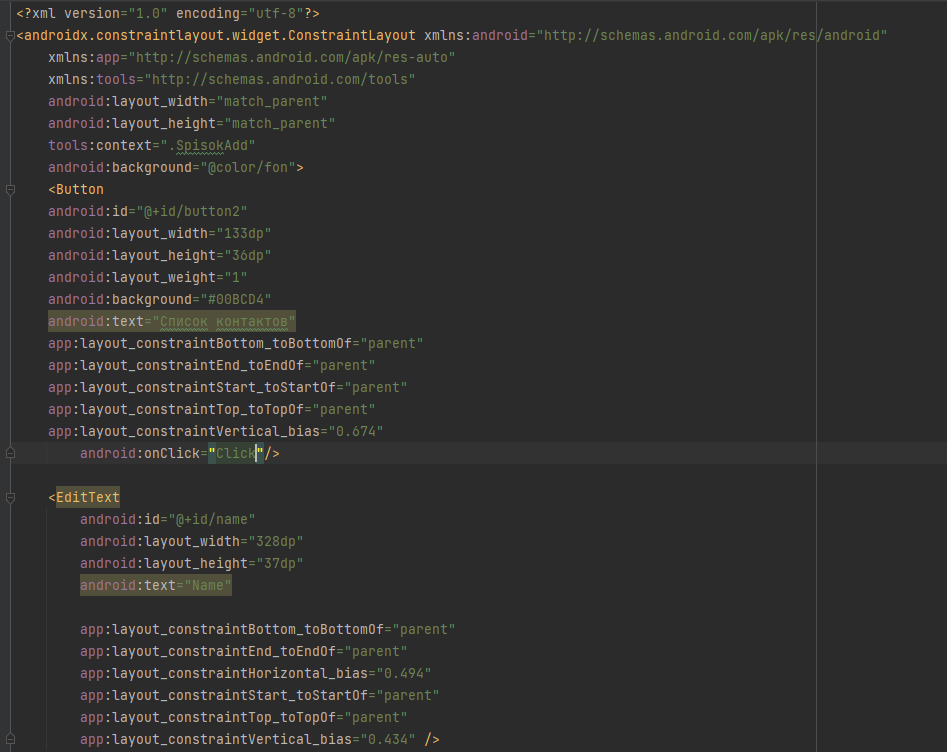 <?xml version="1.0" encoding="utf-8"?>
<androidx.constraintlayout.widget.ConstraintLayout xmlns:android="http://schemas.android.com/apk/res/android"
    xmlns:app="http://schemas.android.com/apk/res-auto"
    xmlns:tools="http://schemas.android.com/tools"
    android:layout_width="match_parent"
    android:layout_height="match_parent"
    tools:context=".SpisokAdd"
    android:background="@color/fon">
    <Button
    android:id="@+id/button2"
    android:layout_width="133dp"
    android:layout_height="36dp"
    android:layout_weight="1"
    android:background="#00BCD4"
    android:text="Список контактов"
    app:layout_constraintBottom_toBottomOf="parent"
    app:layout_constraintEnd_toEndOf="parent"
    app:layout_constraintStart_toStartOf="parent"
    app:layout_constraintTop_toTopOf="parent"
    app:layout_constraintVertical_bias="0.674"
        android:onClick="Click"/>
    <EditText
        android:id="@+id/name"
        android:layout_width="328dp"
        android:layout_height="37dp"
        android:text="Name"
        app:layout_constraintBottom_toBottomOf="parent"
        app:layout_constraintEnd_toEndOf="parent"
        app:layout_constraintHorizontal_bias="0.494"
        app:layout_constraintStart_toStartOf="parent"
        app:layout_constraintTop_toTopOf="parent"
        app:layout_constraintVertical_bias="0.434" />